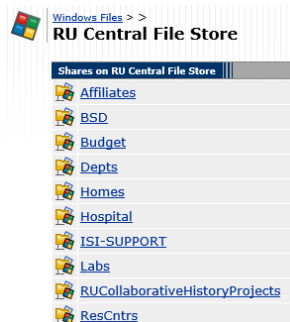 Windows Files > >
RU Central File Store
Shares on RU Central File Store
Affiliates
BSD
Budget
Depts
Homes
Hospital
ISI-SUPPORT
Labs
RUCollaborativeHistoryProjects
ResCntrs